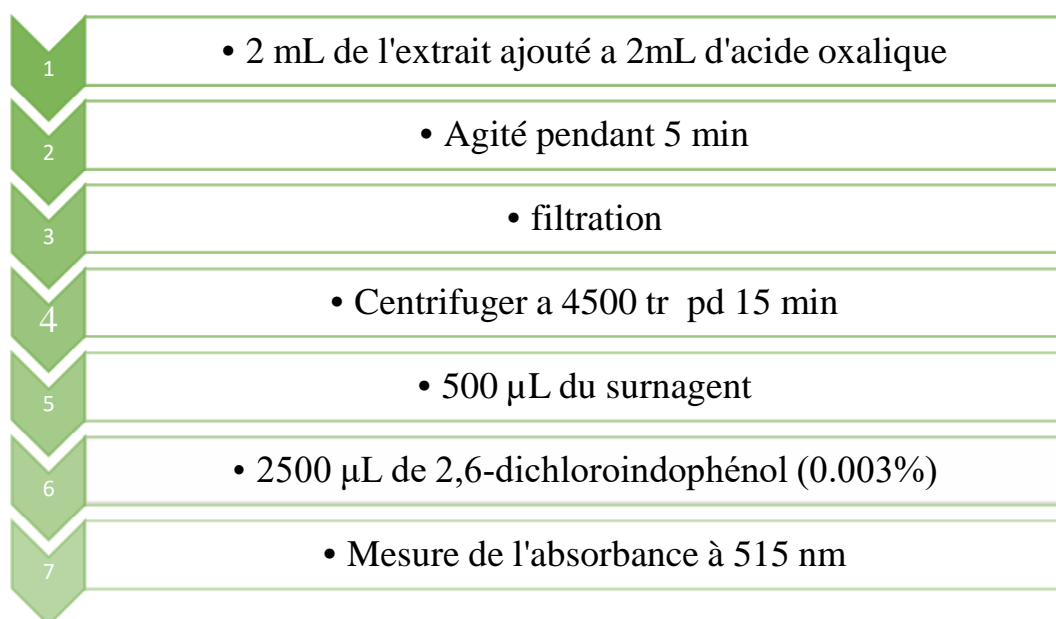 1
• 2 mL de l'extrait ajouté a 2mL d'acide oxalique
2
• Agité pendant 5 min
3
• filtration
4
• Centrifuger a 4500 tr pd 15 min
5
• 500 µL du surnagent
6
• 2500 µL de 2,6-dichloroindophénol (0.003%)
7
• Mesure de l'absorbance à 515 nm